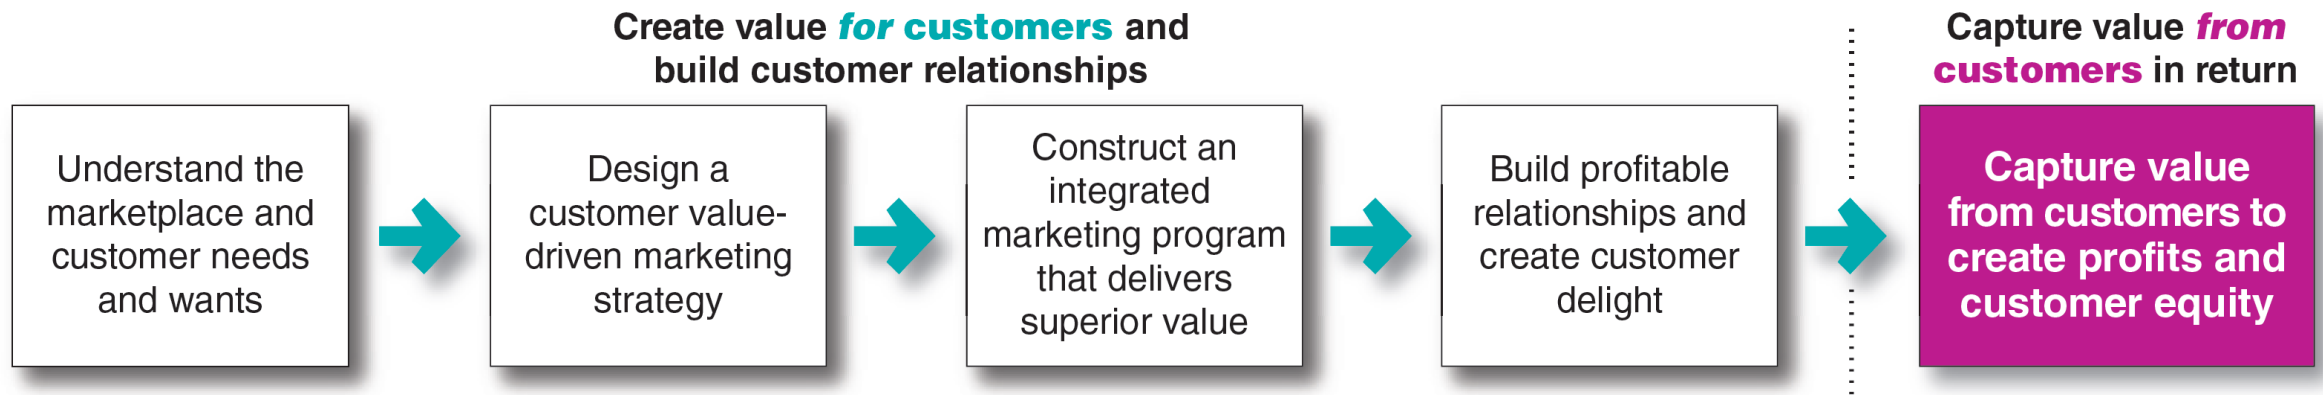 Create value for customers and
build customer relationships
Capture value from
customers in return
Understand the
marketplace and
customer needs
and wants
Design a
customer value-
driven marketing
strategy
Construct an
integrated
marketing program
that delivers
superior value
Build profitable
relationships and
create customer
delight
Capture value
from customers to
create profits and
customer equity